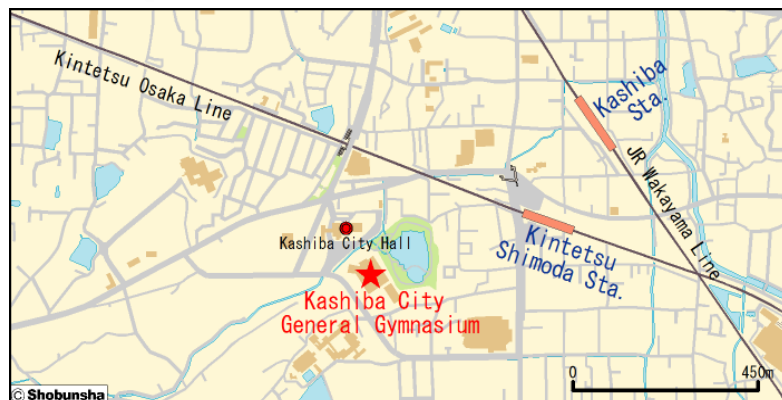 Kintetsu Osaka Line
Kashiba
Sta.
JR Wakayama Line
Kashiba City Hall
Kintetsu
Shimoda Sta.
Kashiba City
General Gymnasium
0 450m
© Shobunsha